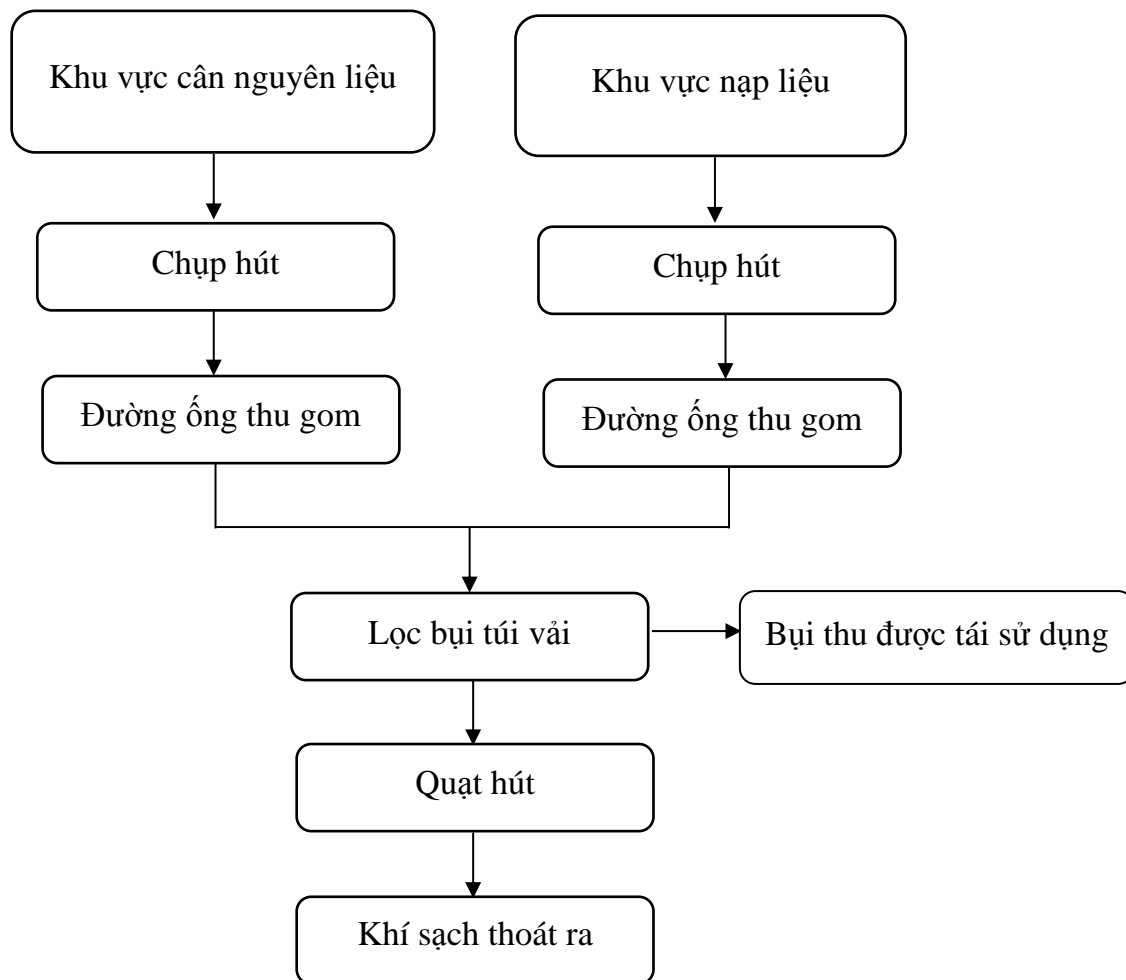 Khu vực cân nguyên liệu
Khu vực nạp liệu
Chụp hút
Chụp hút
Đường ống thu gom
Đường ống thu gom
Lọc bụi túi vải
Bụi thu được tái sử dụng
Quạt hút
Khí sạch thoát ra